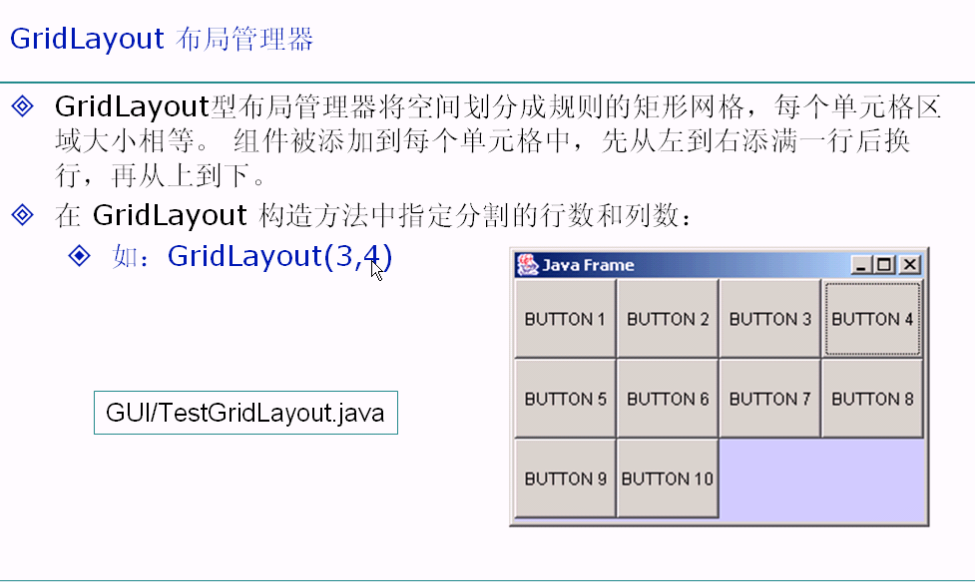 GridLayout 布局管理器
GridLayout型布局管理器将空间划分成规则的矩形网格，每个单元格区
域大小相等。 组件被添加到每个单元格中，先从左到右添满一行后换
行，再从上到下。
在 GridLayout 构造方法中指定分割的行数和列数：
如：GridLayout(3,4)
Java Frame
BUTTON 1 BUTTON 2 BUTTON 3 BUTTON 4
BUTTON 5 BUTTON 6 BUTTON 7 BUTTON 8
GUI/TestGridLayout.java
BUTTON 9 BUTTON 10